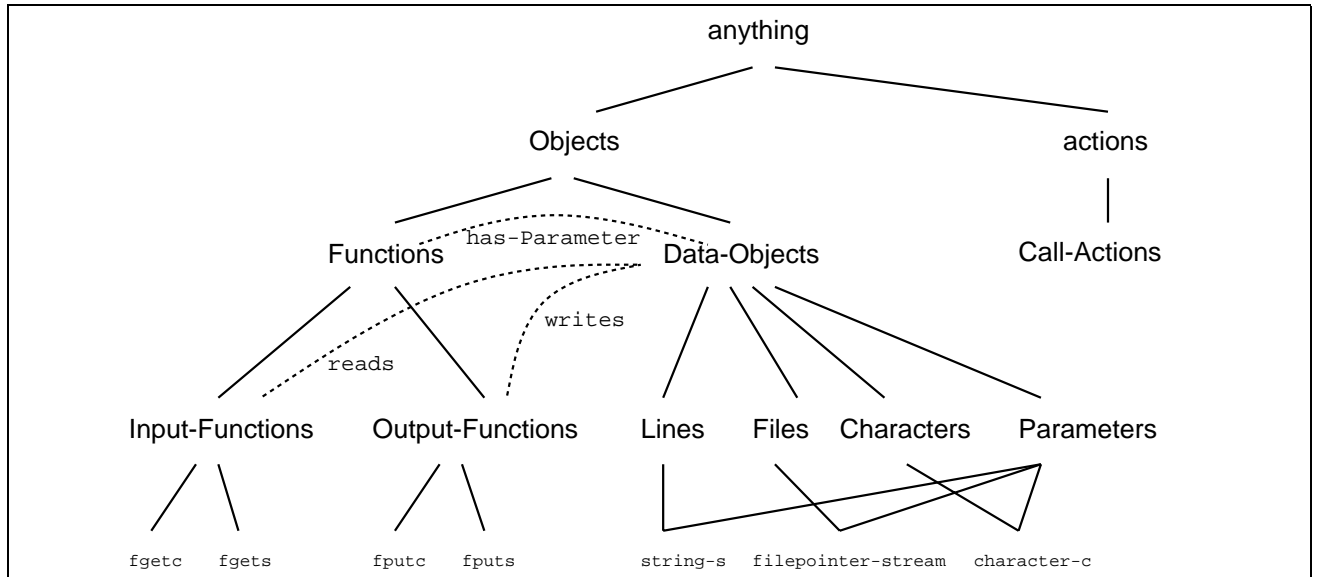 anything
Objects actions
has-Parameter
Functions Data-Objects Call-Actions
writes
reads
Input-Functions Output-Functions Lines Files Characters Parameters
fgetc fgets fputc fputs string-s filepointer-stream character-c